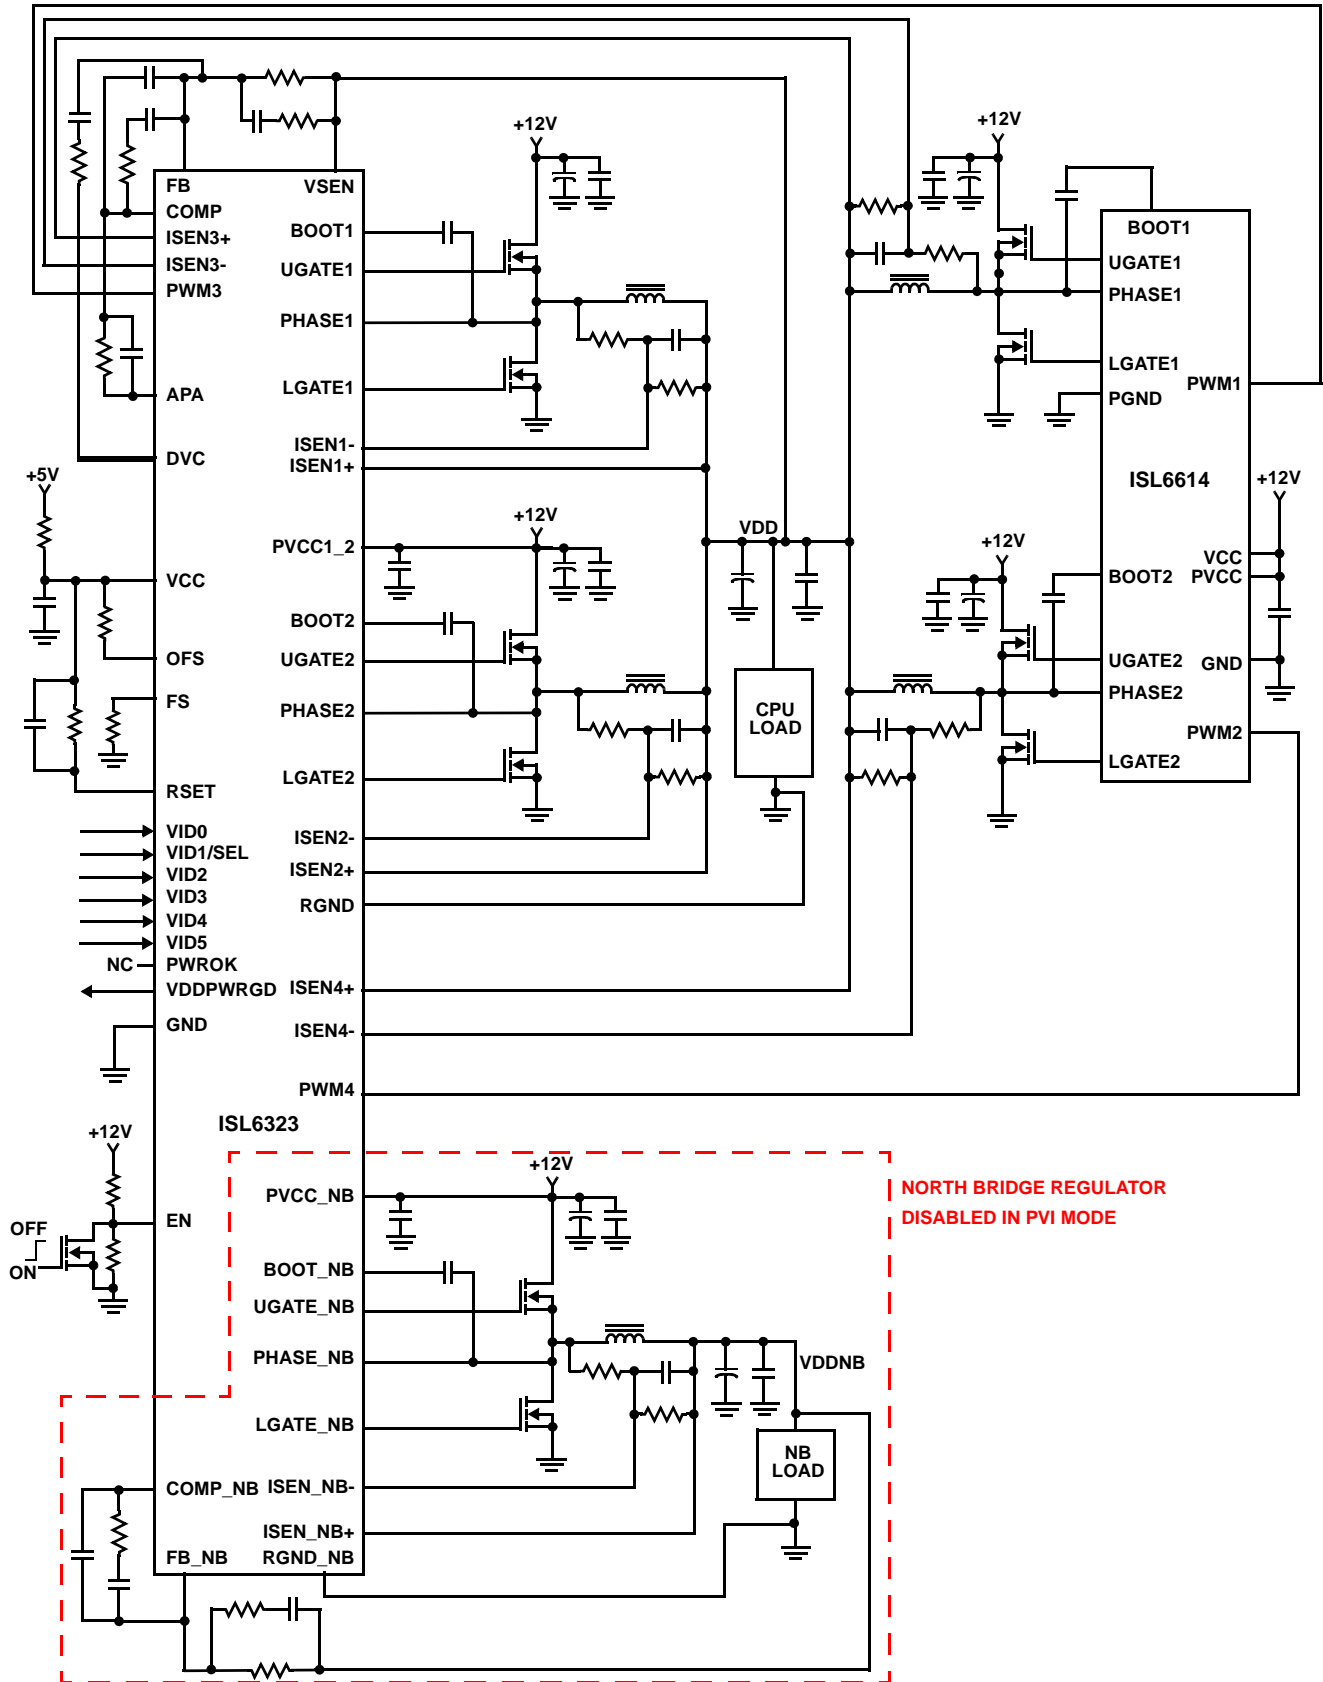 +12V
+12V
FB
VSEN
COMP
ISEN3+
ISEN3-
PWM3
APA
DVC
BOOT1
UGATE1
PHASE1
LGATE1
ISEN1-
ISEN1+
BOOT1
UGATE1
PHASE1
LGATE1
PGND
PWM1
ISL6614
+12V
+5V
+12V
VDD
+12V
PVCC1_2
VCC
VCC
PVCC
BOOT2
BOOT2
UGATE2
OFS
UGATE2
GND
FS
PHASE2
CPU
LOAD
PHASE2
PWM2
LGATE2
LGATE2
RSET
VID0
VID1/SEL
VID2
VID3
VID4
VID5
NC
PWROK
VDDPWRGD
GND
ISEN2-
ISEN2+
RGND
ISEN4+
ISEN4-
PWM4
ISL6323
+12V
+12V
PVCC_NB
NORTH BRIDGE REGULATOR
DISABLED IN PVI MODE
EN
OFF
ON
BOOT_NB
UGATE_NB
PHASE_NB
VDDNB
LGATE_NB
NB
LOAD
COMP_NB
ISEN_NB-
ISEN_NB+
FB_NB
RGND_NB